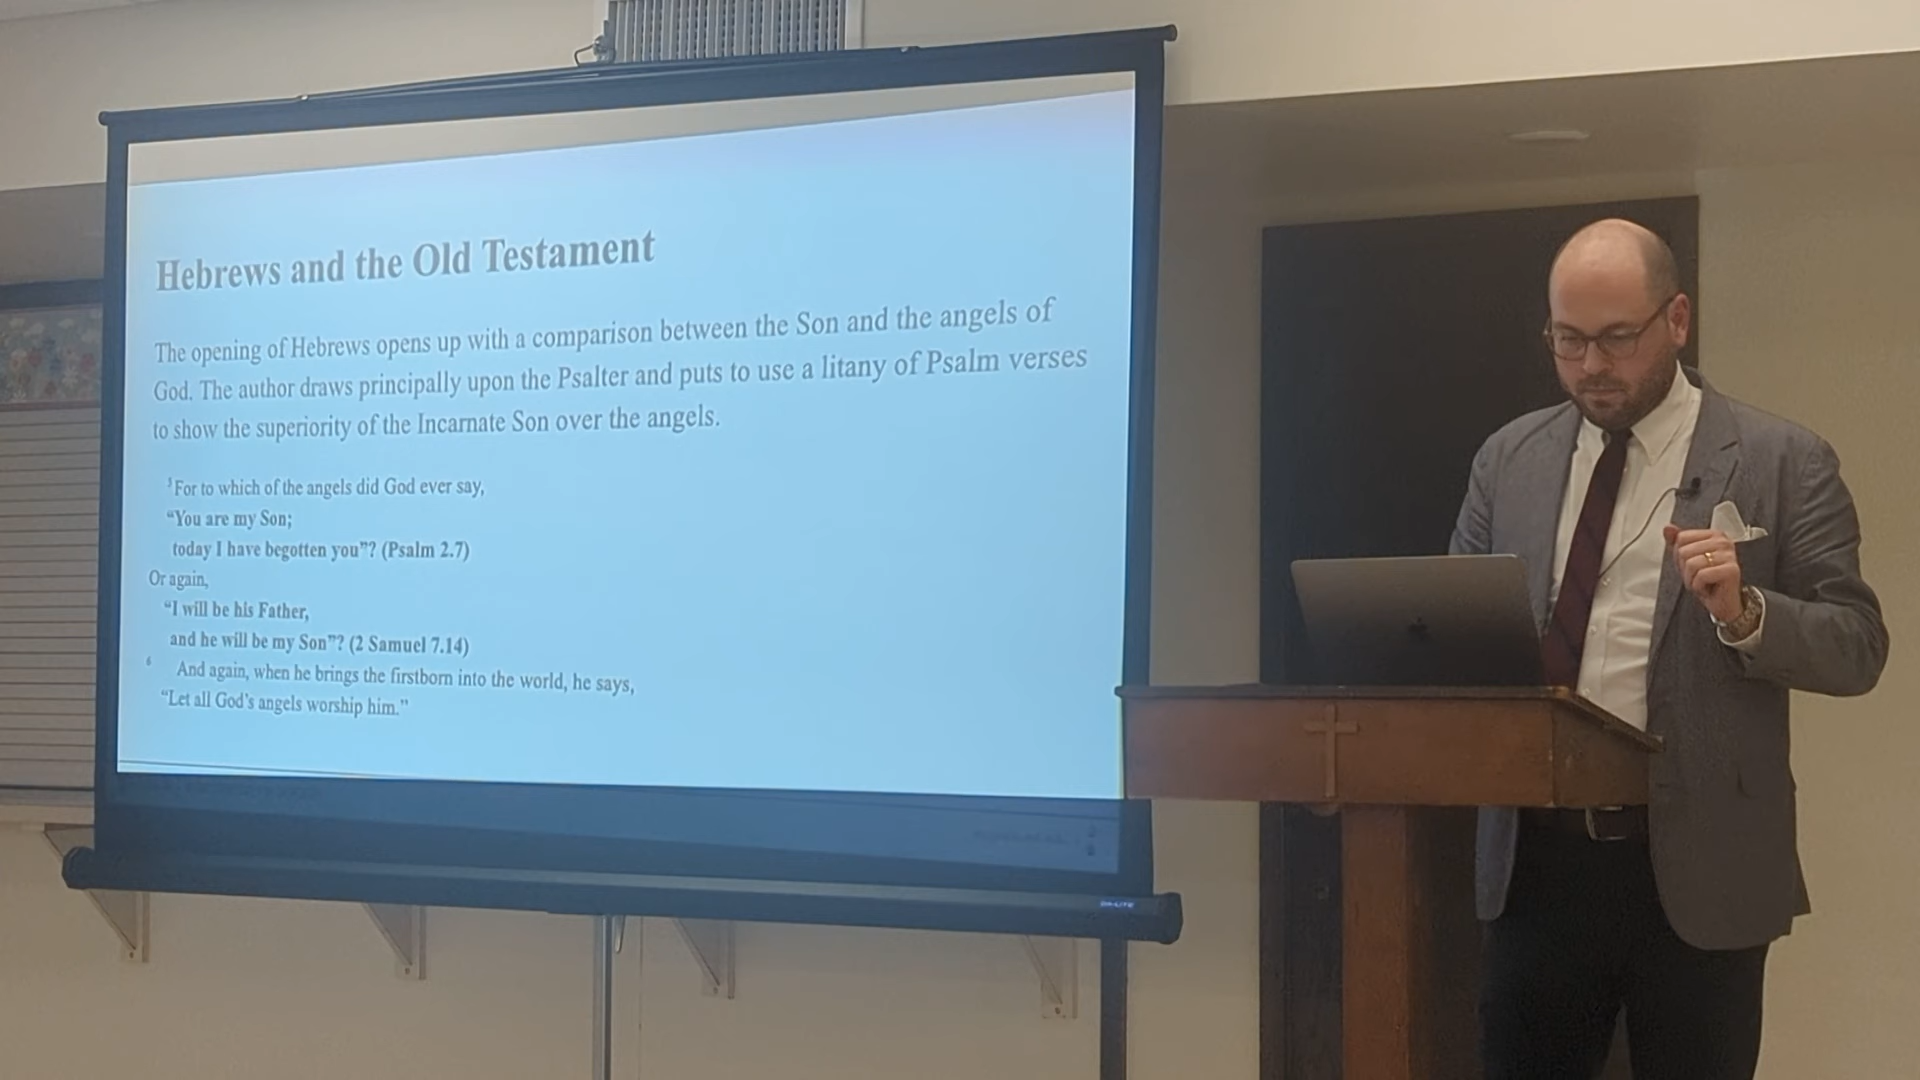 Hebrews and the Old Testament
The opening of Hebrews opens up with a comparison between the Son and the angels of
God. The author draws principally upon the Psalter and puts to use a litany of Psalm verses
to show the superiority of the Incarnate Son over the angels.
⁵For to which of the angels did God ever say,
“You are my Son;
today I have begotten you”? (Psalm 2.7)
Or again,
“I will be his Father,
and he will be my Son”? (2 Samuel 7.14)
⁶ And again, when he brings the firstborn into the world, he says,
“Let all God’s angels worship him.”
DA-LITE